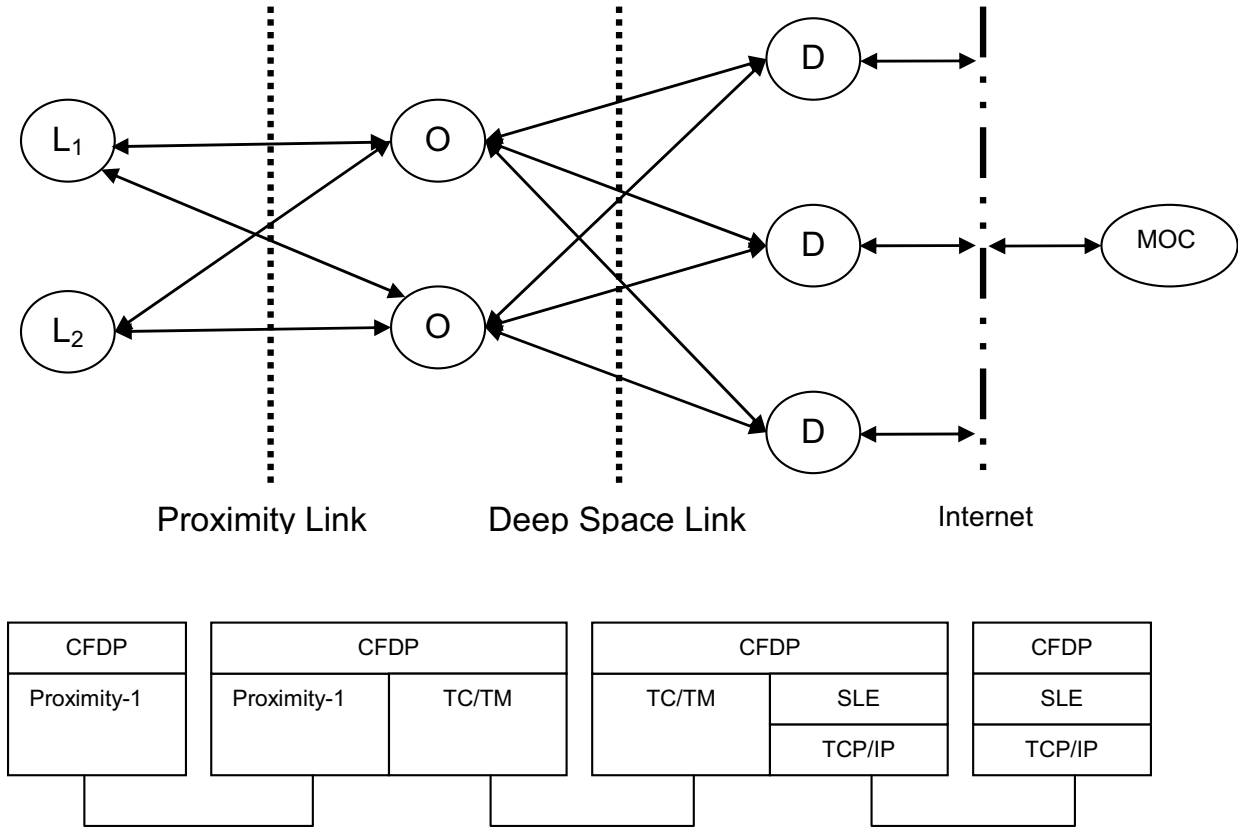 D
L₁ O
D MOC
L₂ O
D
Proximity Link Deep Space Link Internet
CFDP CFDP CFDP CFDP
Proximity-1 Proximity-1 TC/TM TC/TM SLE SLE
TCP/IP TCP/IP